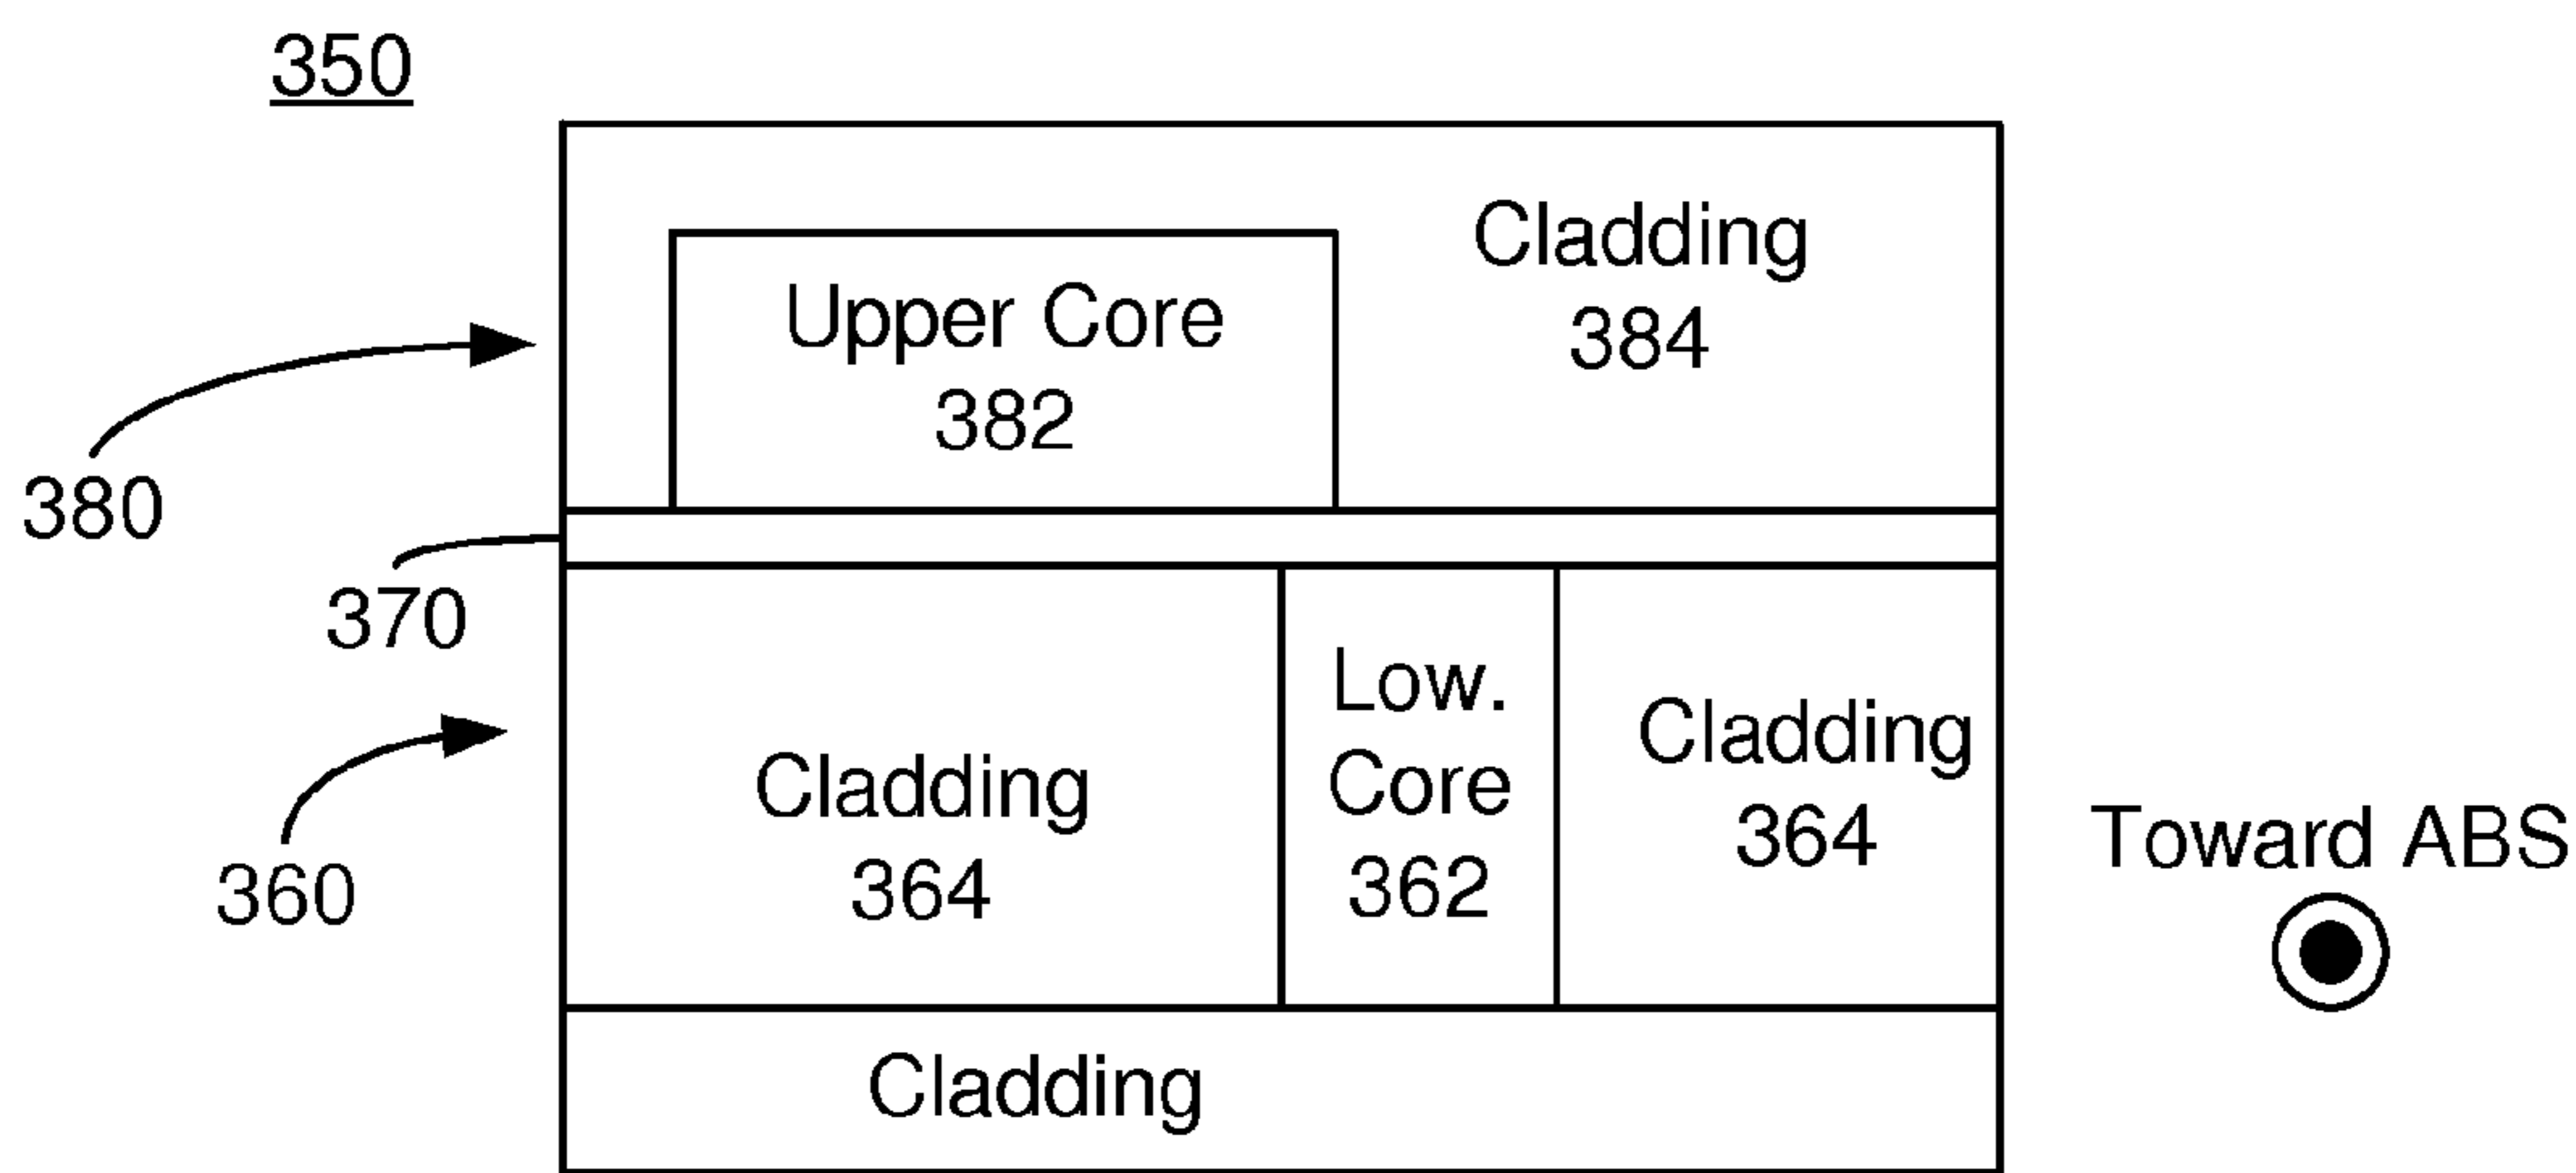 350
Cladding
384
Upper Core
382
380
370
Low.
Core
362
Cladding
364
Cladding
364
360
Toward ABS
Cladding